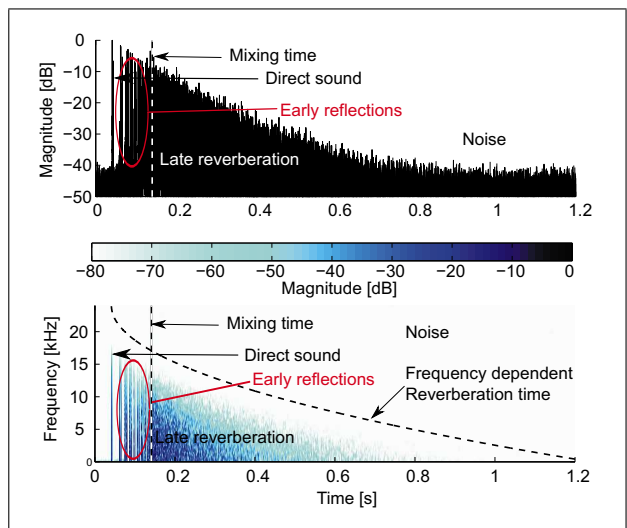 0
−10
−20
−30
−40
−50
Magnitude [dB]
Mixing time
Direct sound
Early reflections
Late reverberation
Noise
0 0.2 0.4 0.6 0.8 1 1.2
−80 −70 −60 −50 −40 −30 −20 −10 0
Magnitude [dB]
20
15
10
5
0
Frequency [kHz]
Mixing time
Noise
Direct sound
Early reflections
Frequency dependent
Reverberation time
Late reverberation
0 0.2 0.4 0.6 0.8 1 1.2
Time [s]